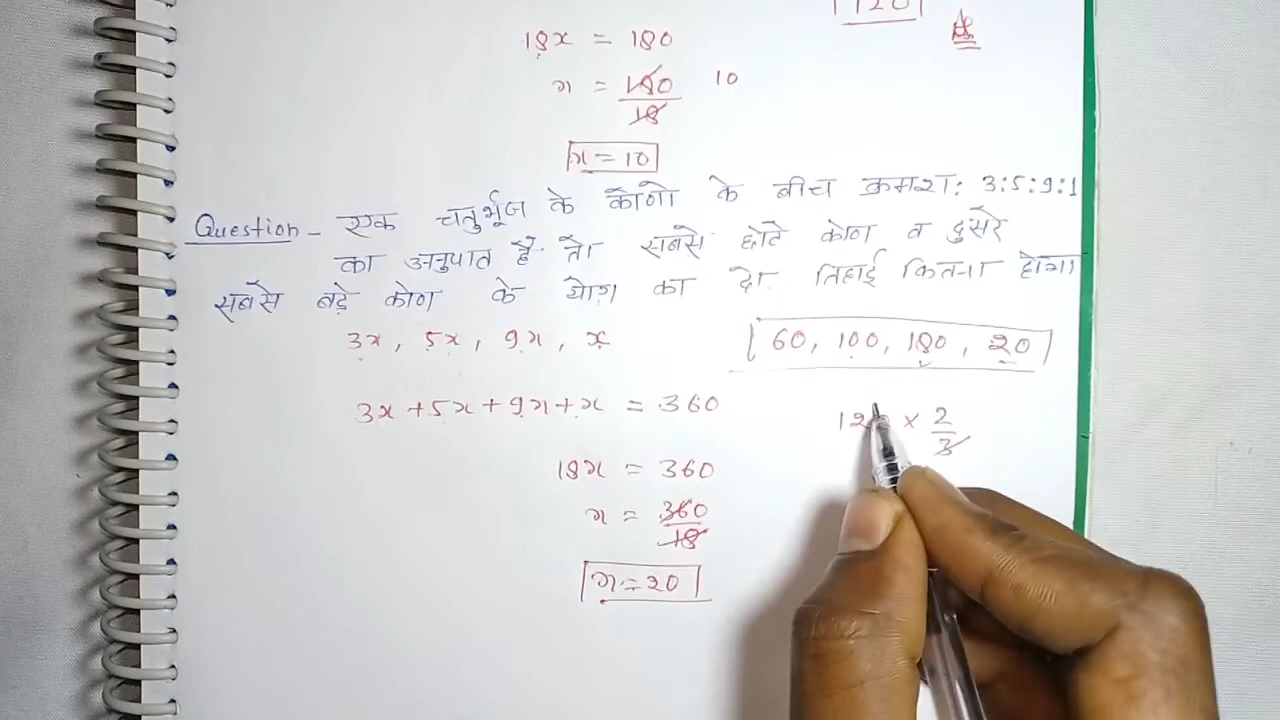 120
18x = 180
x = 180/18 10
x = 10
Question - एक चतुर्भूज के कोणो के बीच क्रमश: 3:5:9:1
का अनुपात हैं तो सबसे छोटे कोण व दुसरे
सबसे बड़े कोण के योग का दो तिहाई कितना होगा
3x, 5x, 9x, x
60, 100, 180, 20
3x + 5x + 9x + x = 360
12 × 2/3
18x = 360
x = 360/18
x = 20